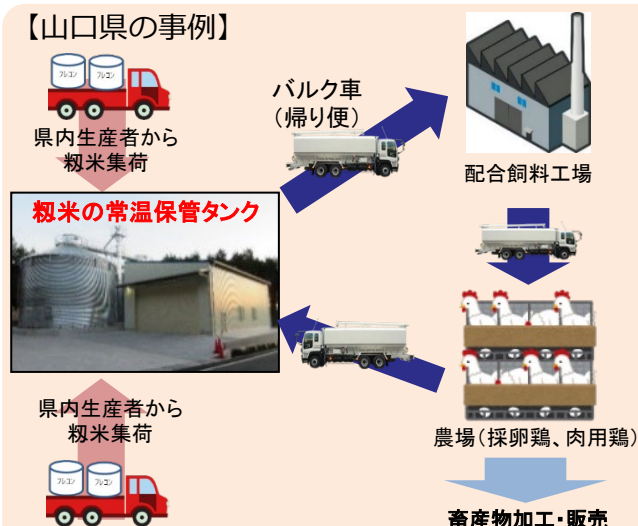 【山口県の事例】
フレコン
フレコン
県内生産者から
籾米集荷
バルク車
（帰り便）
配合飼料工場
籾米の常温保管タンク
県内生産者から
籾米集荷
フレコン
フレコン
農場（採卵鶏、肉用鶏）
畜産物加工・販売